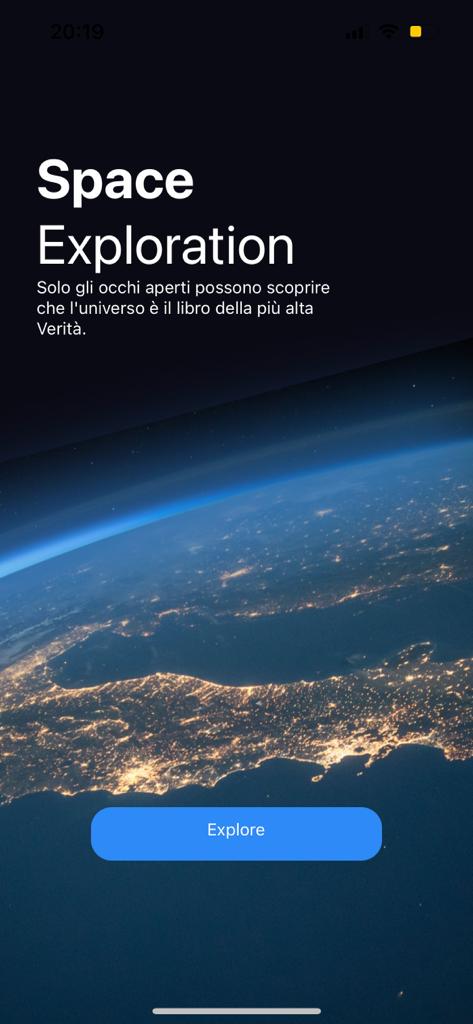 20:19
Space
Exploration
Solo gli occhi aperti possono scoprire
che l'universo è il libro della più alta
Verità.
Explore